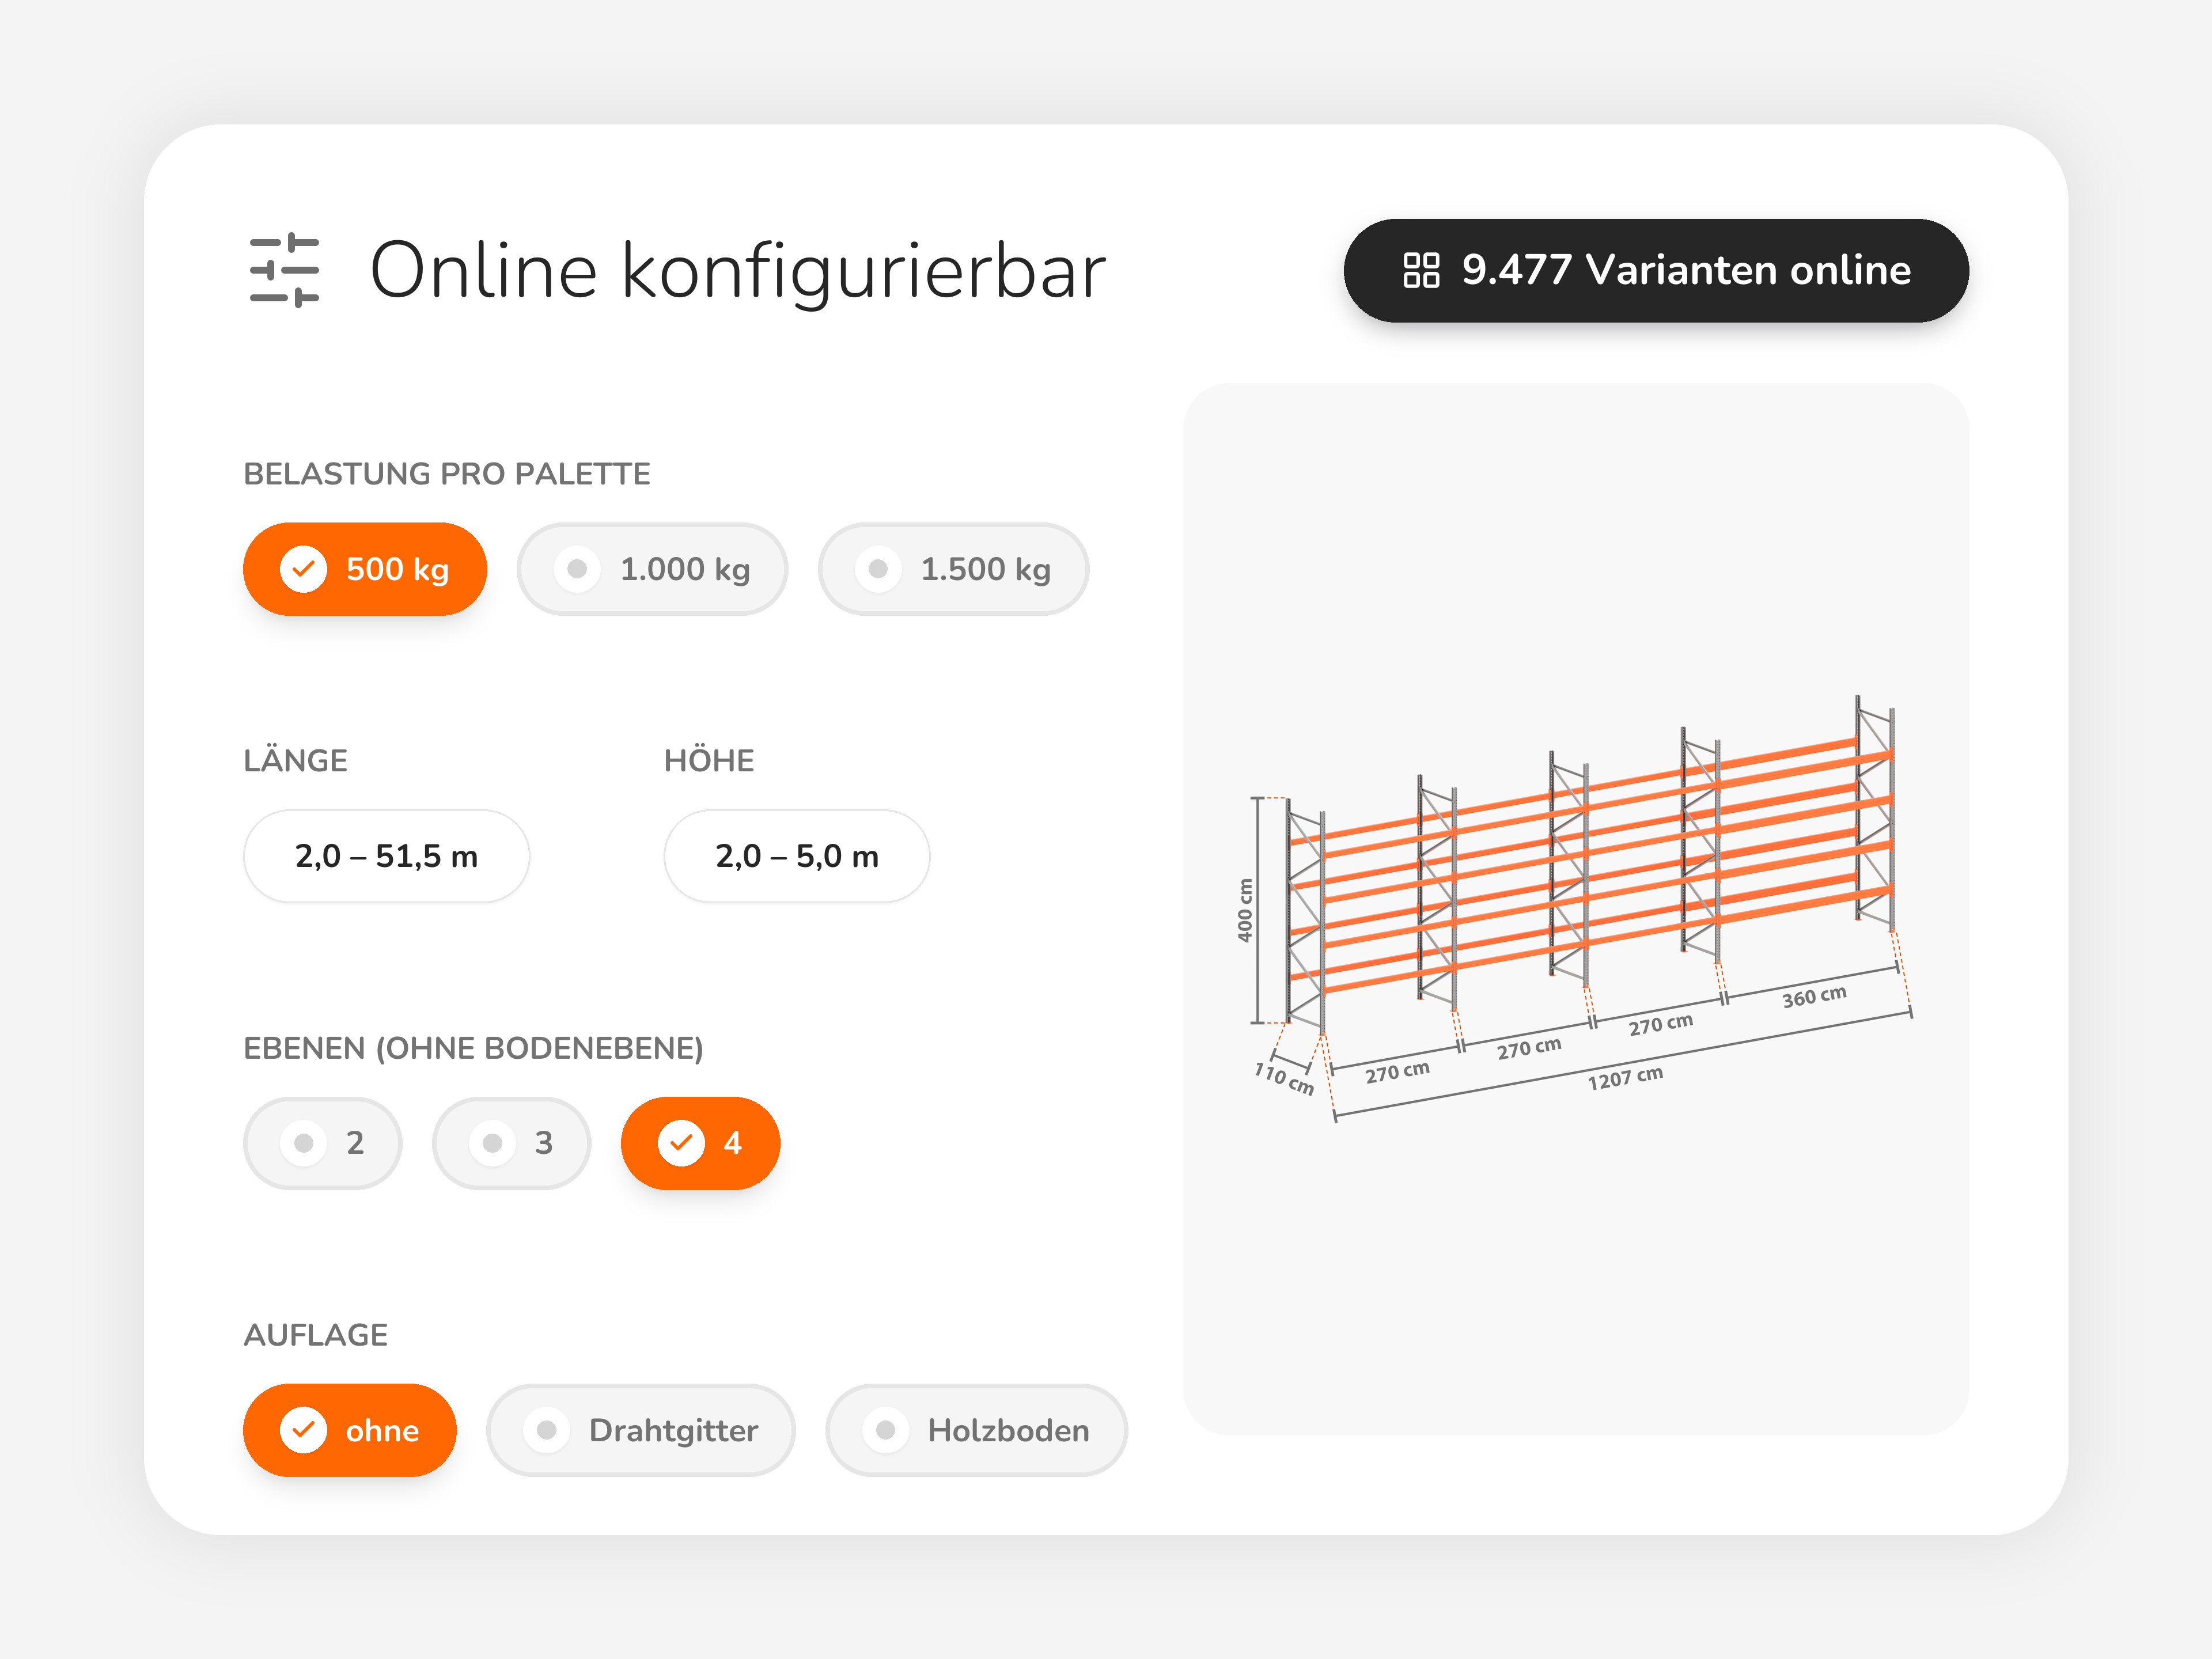 Online konfigurierbar
9.477 Varianten online
BELASTUNG PRO PALETTE
500 kg
1.000 kg
1.500 kg
LÄNGE
HÖHE
2,0 – 51,5 m
2,0 – 5,0 m
EBENEN (OHNE BODENEBENE)
2
3
4
AUFLAGE
ohne
Drahtgitter
Holzboden
400 cm
110 cm
270 cm
270 cm
270 cm
360 cm
1207 cm